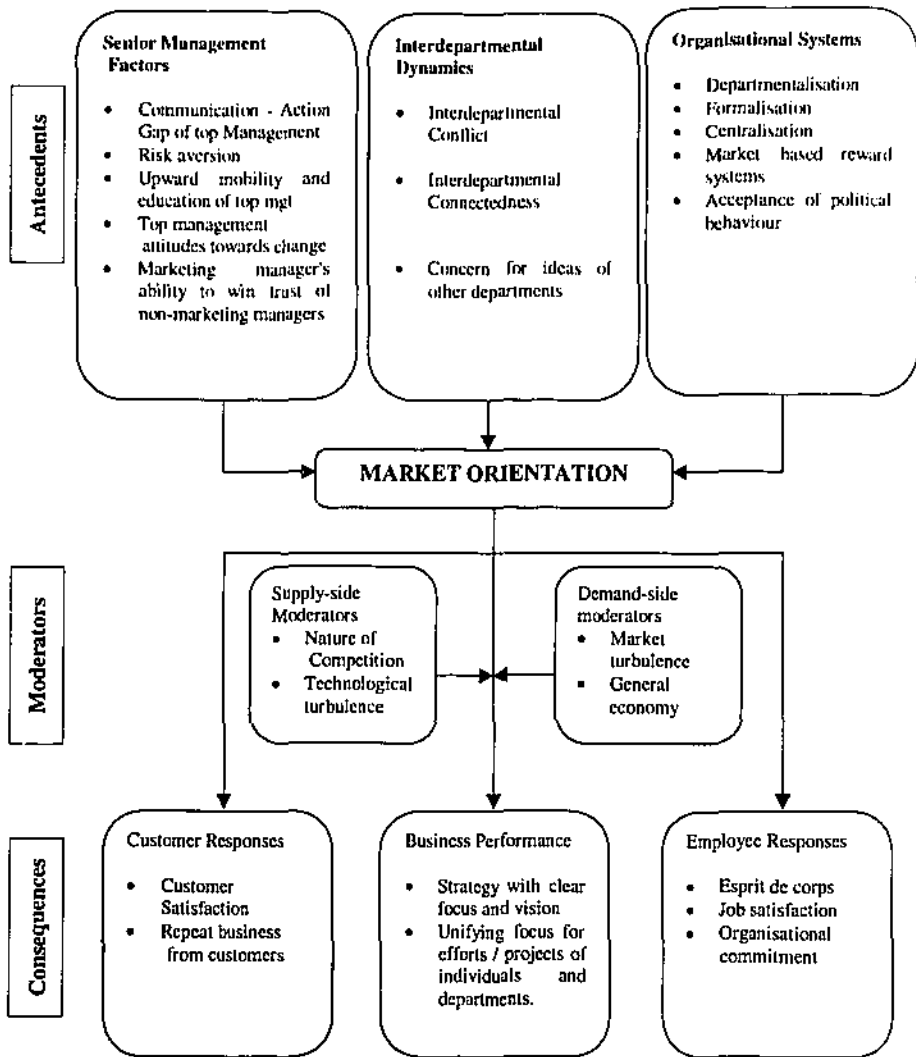 Antecedents
Senior Management
Factors
• Communication - Action
Gap of top Management
• Risk aversion
• Upward mobility and
education of top mgt
• Top management
attitudes towards change
• Marketing manager's
ability to win trust of
non-marketing managers
Interdepartmental
Dynamics
• Interdepartmental
Conflict
• Interdepartmental
Connectedness
• Concern for ideas of
other departments
Organisational Systems
• Departmentalisation
• Formalisation
• Centralisation
• Market based reward
systems
• Acceptance of political
behaviour
MARKET ORIENTATION
Moderators
Supply-side
Moderators
• Nature of
Competition
• Technological
turbulence
Demand-side
moderators
• Market
turbulence
• General
economy
Consequences
Customer Responses
• Customer
Satisfaction
• Repeat business
from customers
Business Performance
• Strategy with clear
focus and vision
• Unifying focus for
efforts / projects of
individuals and
departments.
Employee Responses
• Esprit de corps
• Job satisfaction
• Organisational
commitment